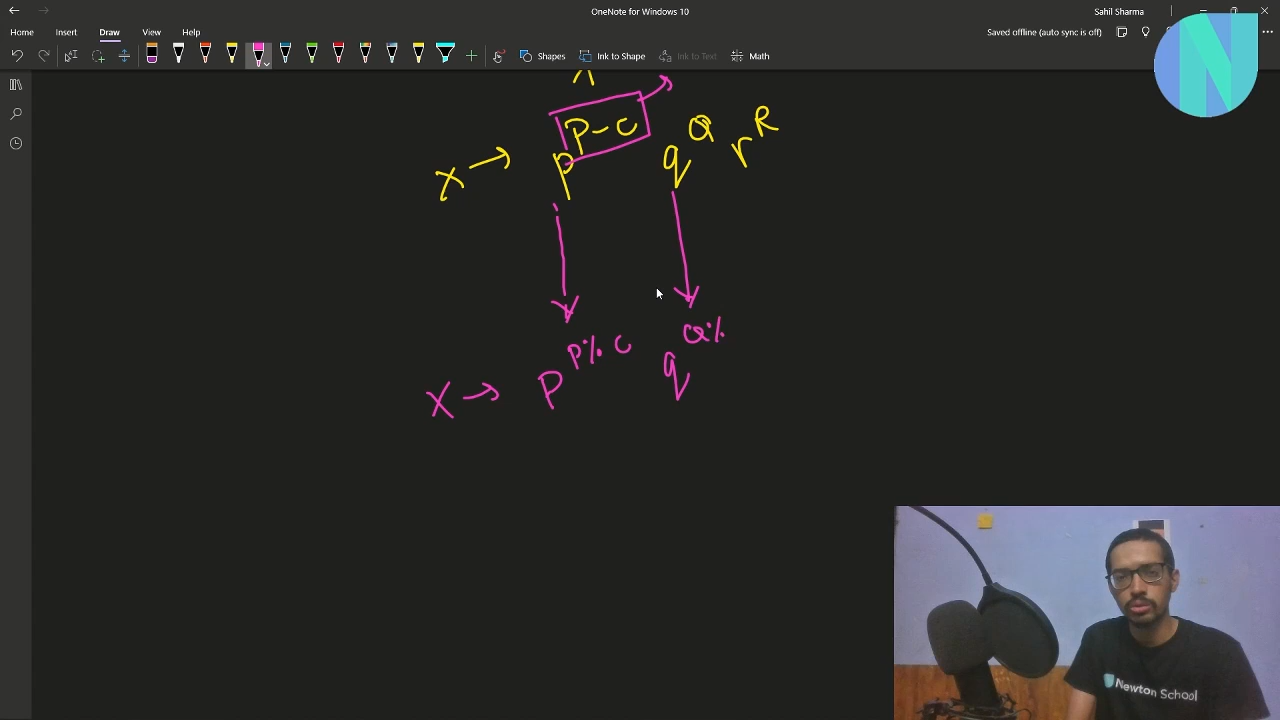 OneNote for Windows 10
Sahil Sharma
Home Insert Draw View Help
Saved offline (auto sync is off)
Shapes Ink to Shape Ink to Text Math
X → p^P-C q^Q r^R
X → p^P%C q^Q%
Newton School